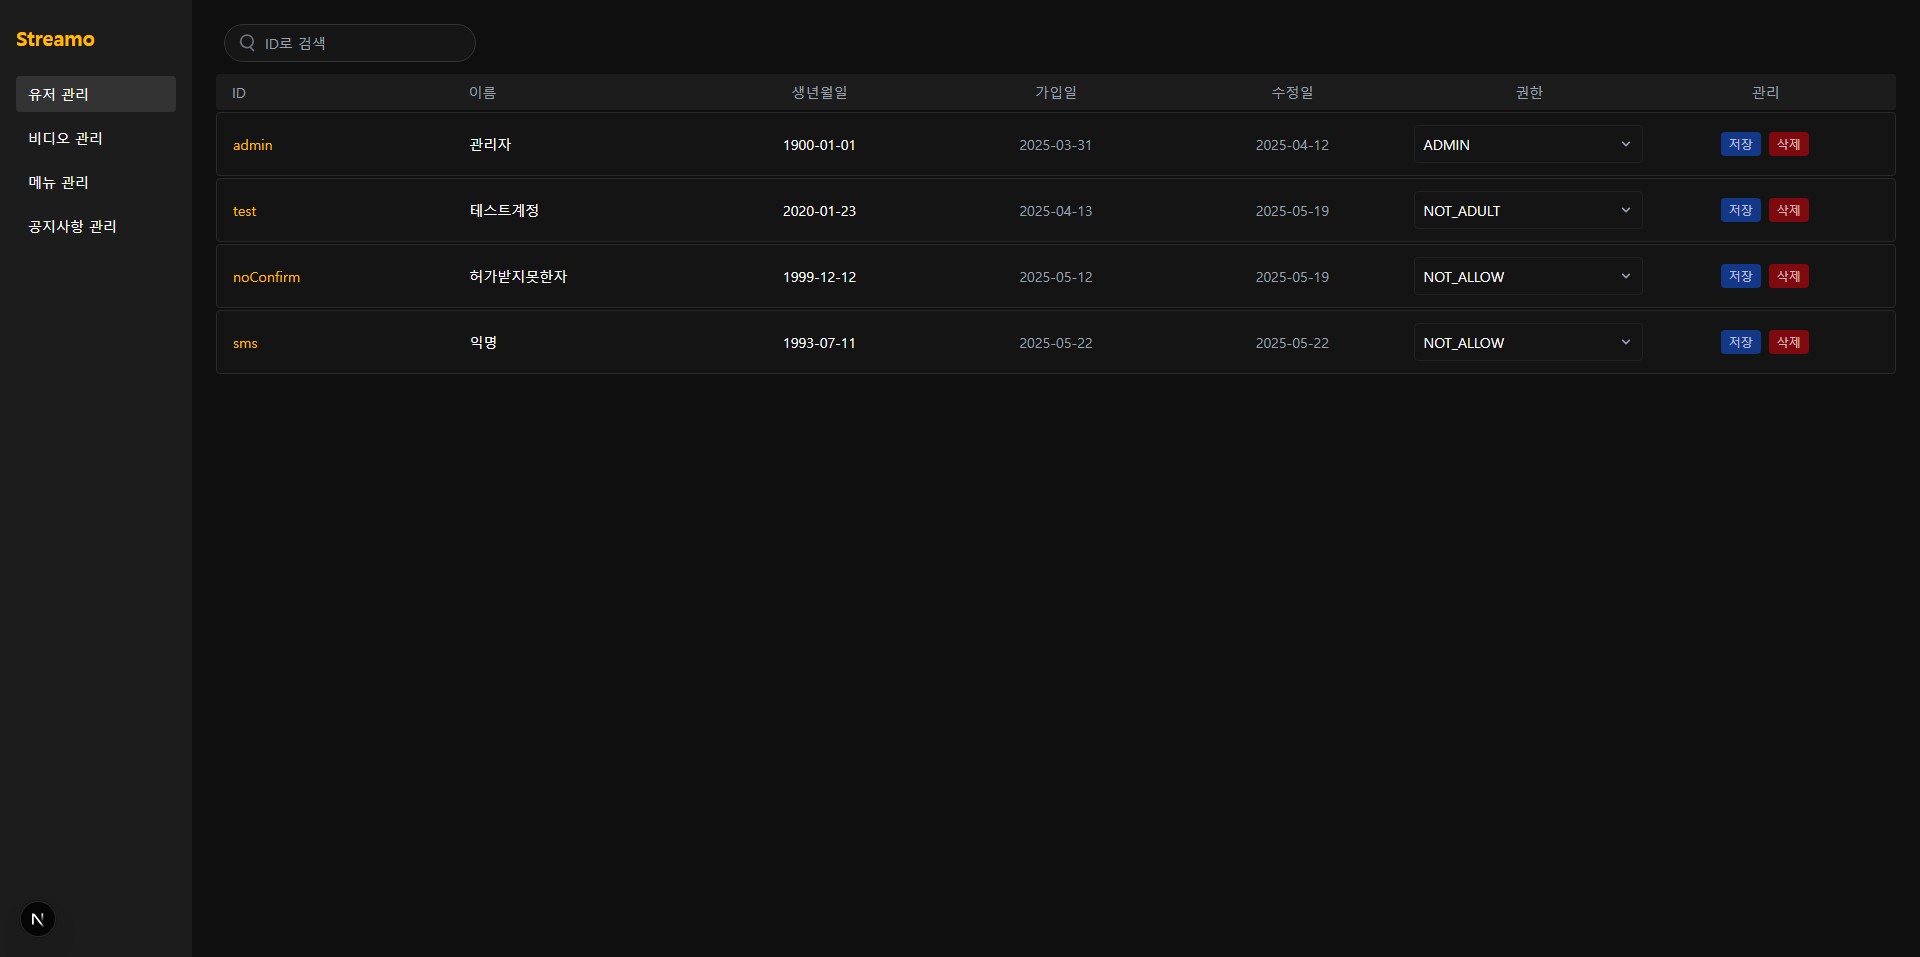 Streamo
유저 관리
비디오 관리
메뉴 관리
공지사항 관리
ID로 검색
ID 이름 생년월일 가입일 수정일 권한 관리
admin 관리자 1900-01-01 2025-03-31 2025-04-12 ADMIN 저장 삭제
test 테스트계정 2020-01-23 2025-04-13 2025-05-19 NOT_ADULT 저장 삭제
noConfirm 허가받지못한자 1999-12-12 2025-05-12 2025-05-19 NOT_ALLOW 저장 삭제
sms 익명 1993-07-11 2025-05-22 2025-05-22 NOT_ALLOW 저장 삭제
N